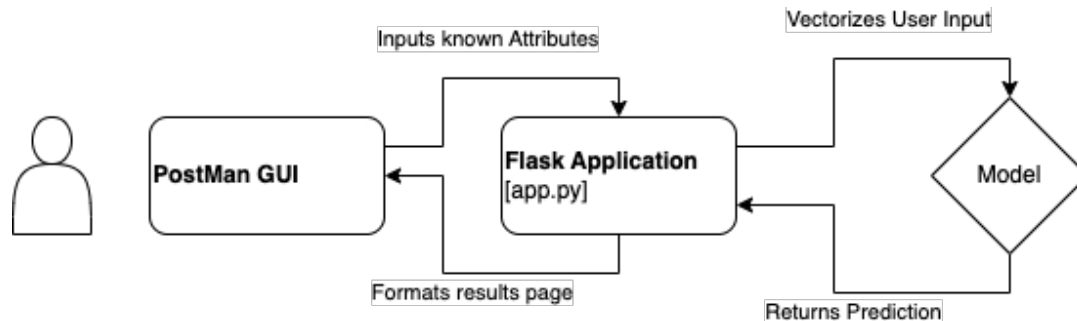 Vectorizes User Input
Inputs known Attributes
PostMan GUI
Flask Application
[app.py]
Model
Formats results page
Returns Prediction